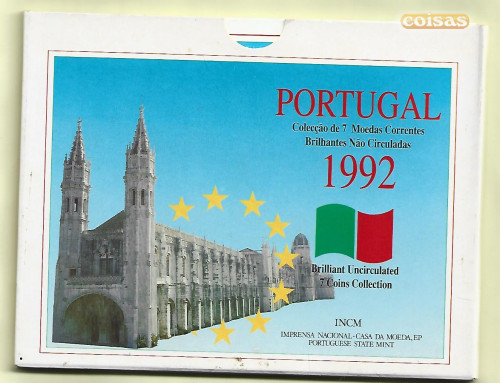 coisas
PORTUGAL
Colecção de 7 Moedas Correntes
Brilhantes Não Circuladas
1992
Brilliant Uncirculated
7 Coins Collection
INCM
IMPRENSA NACIONAL-CASA DA MOEDA, EP
PORTUGUESE STATE MINT